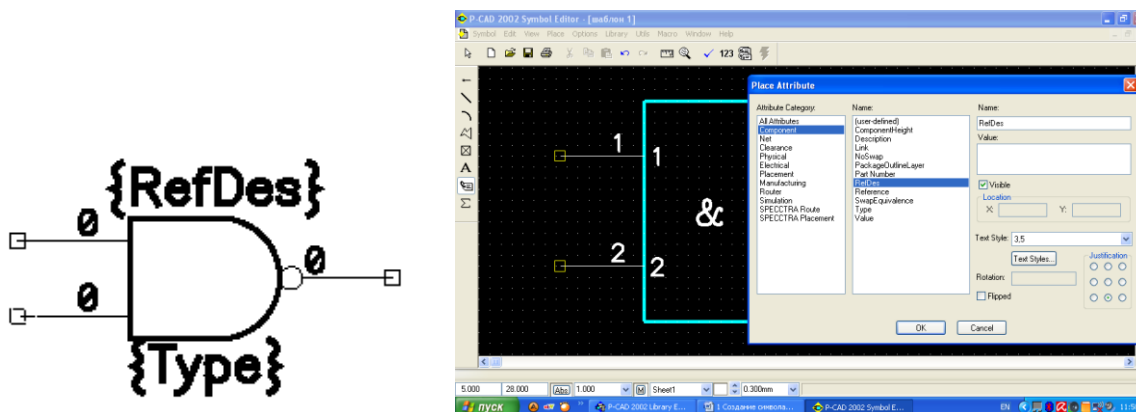 {RefDes}
0
0
0
{Type}
P-CAD 2002 Symbol Editor - [шаблон 1]
Symbol Edit View Place Options Library Utils Macro Window Help
123
1 1
2 2
&
Place Attribute
Attribute Category:
All Attributes
Component
Net
Clearance
Physical
Electrical
Placement
Manufacturing
Router
Simulation
SPECCTRA Route
SPECCTRA Placement
Name:
(user-defined)
ComponentHeight
Description
Link
NoSwap
PackageOutlineLayer
Part Number
RefDes
Reference
SwapEquivalence
Type
Value
Name:
RefDes
Value:
Visible
Location
X: Y:
Text Style: 3,5
Text Styles...
Justification
Rotation:
Flipped
OK Cancel
5.000 28.000 Abs 1.000 M Sheet1 0.300mm
пуск P-CAD 2002 Library E... 1 Создание символа... P-CAD 2002 Symbol E... EN